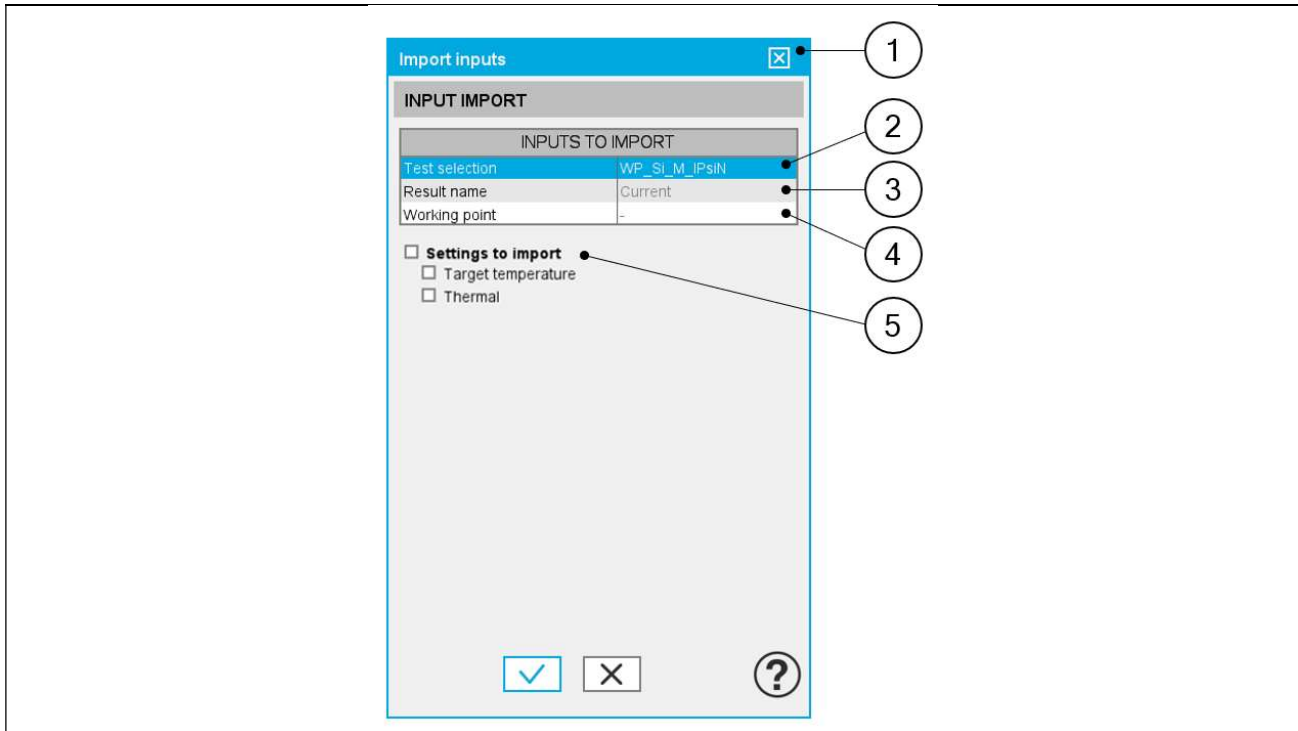 Import inputs
1
INPUT IMPORT
INPUTS TO IMPORT
2
Test selection WP_Si_M_IPsiN
Result name Current
3
Working point -
4
Settings to import
Target temperature
Thermal
5
?